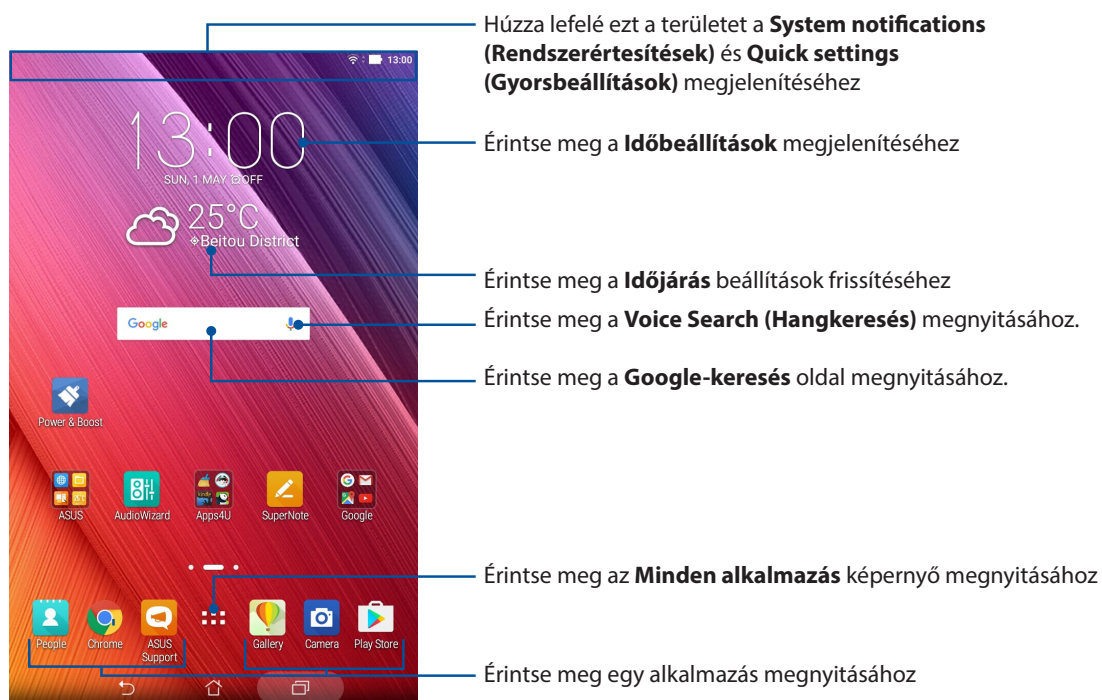 Húzza lefelé ezt a területet a System notifications
(Rendszerértesítések) és Quick settings
(Gyorsbeállítások) megjelenítéséhez
13:00
13:00
Érintse meg a Időbeállítások megjelenítéséhez
SUN, 1 MAY OFF
25°C
Beitou District
Érintse meg a Időjárás beállítások frissítéséhez
Google
Érintse meg a Voice Search (Hangkeresés) megnyitásához.
Érintse meg a Google-keresés oldal megnyitásához.
Power & Boost
ASUS
AudioWizard
Apps4U
SuperNote
Google
Érintse meg az Minden alkalmazás képernyő megnyitásához
People
Chrome
ASUS
Support
Gallery
Camera
Play Store
Érintse meg egy alkalmazás megnyitásához